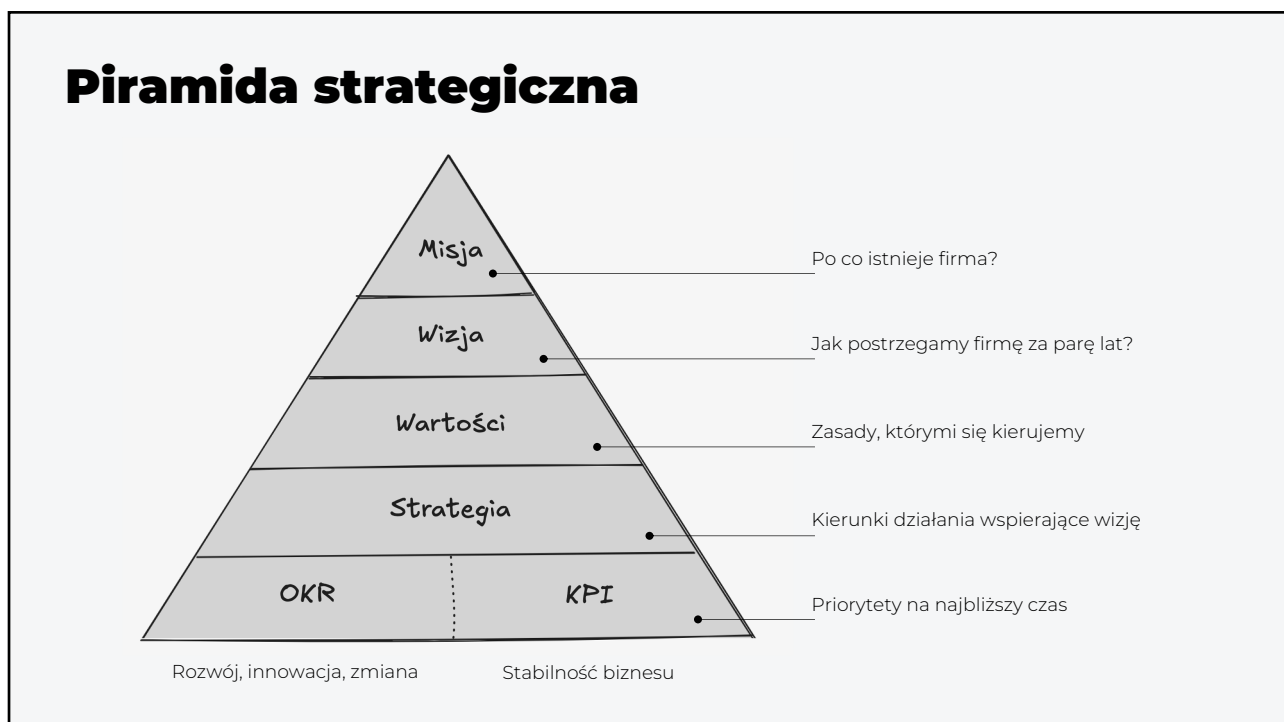 Piramida strategiczna
Misja
Po co istnieje firma?
Wizja
Jak postrzegamy firmę za parę lat?
Wartości
Zasady, którymi się kierujemy
Strategia
Kierunki działania wspierające wizję
OKR
KPI
Priorytety na najbliższy czas
Rozwój, innowacja, zmiana
Stabilność biznesu